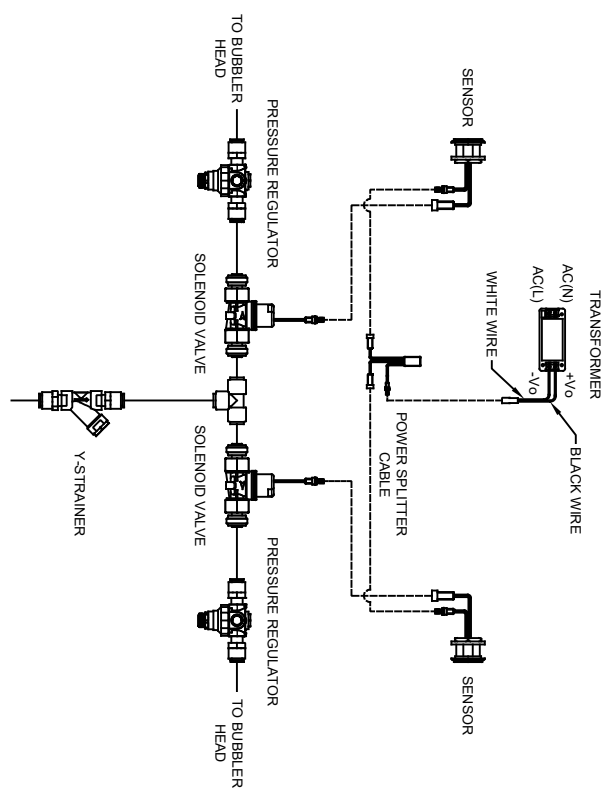 TRANSFORMER
AC(N)
AC(L)
+Vo
-Vo
WHITE WIRE
BLACK WIRE
SENSOR
SENSOR
POWER SPLITTER
CABLE
TO BUBBLER
HEAD
PRESSURE REGULATOR
SOLENOID VALVE
SOLENOID VALVE
PRESSURE REGULATOR
TO BUBBLER
HEAD
Y-STRAINER